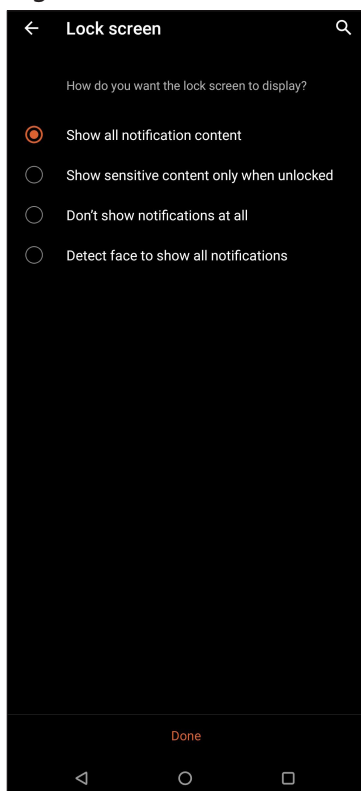 Lock screen
How do you want the lock screen to display?
Show all notification content
Show sensitive content only when unlocked
Don't show notifications at all
Detect face to show all notifications
Done